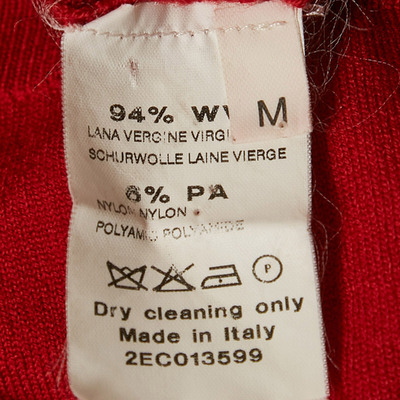 94% WV
M
LANA VERGINE VIRGI
SCHURWOLLE LAINE VIERGE
6% PA
NYLON NYLON
POLYAMID POLYAMIDE
P
Dry cleaning only
Made in Italy
2EC013599